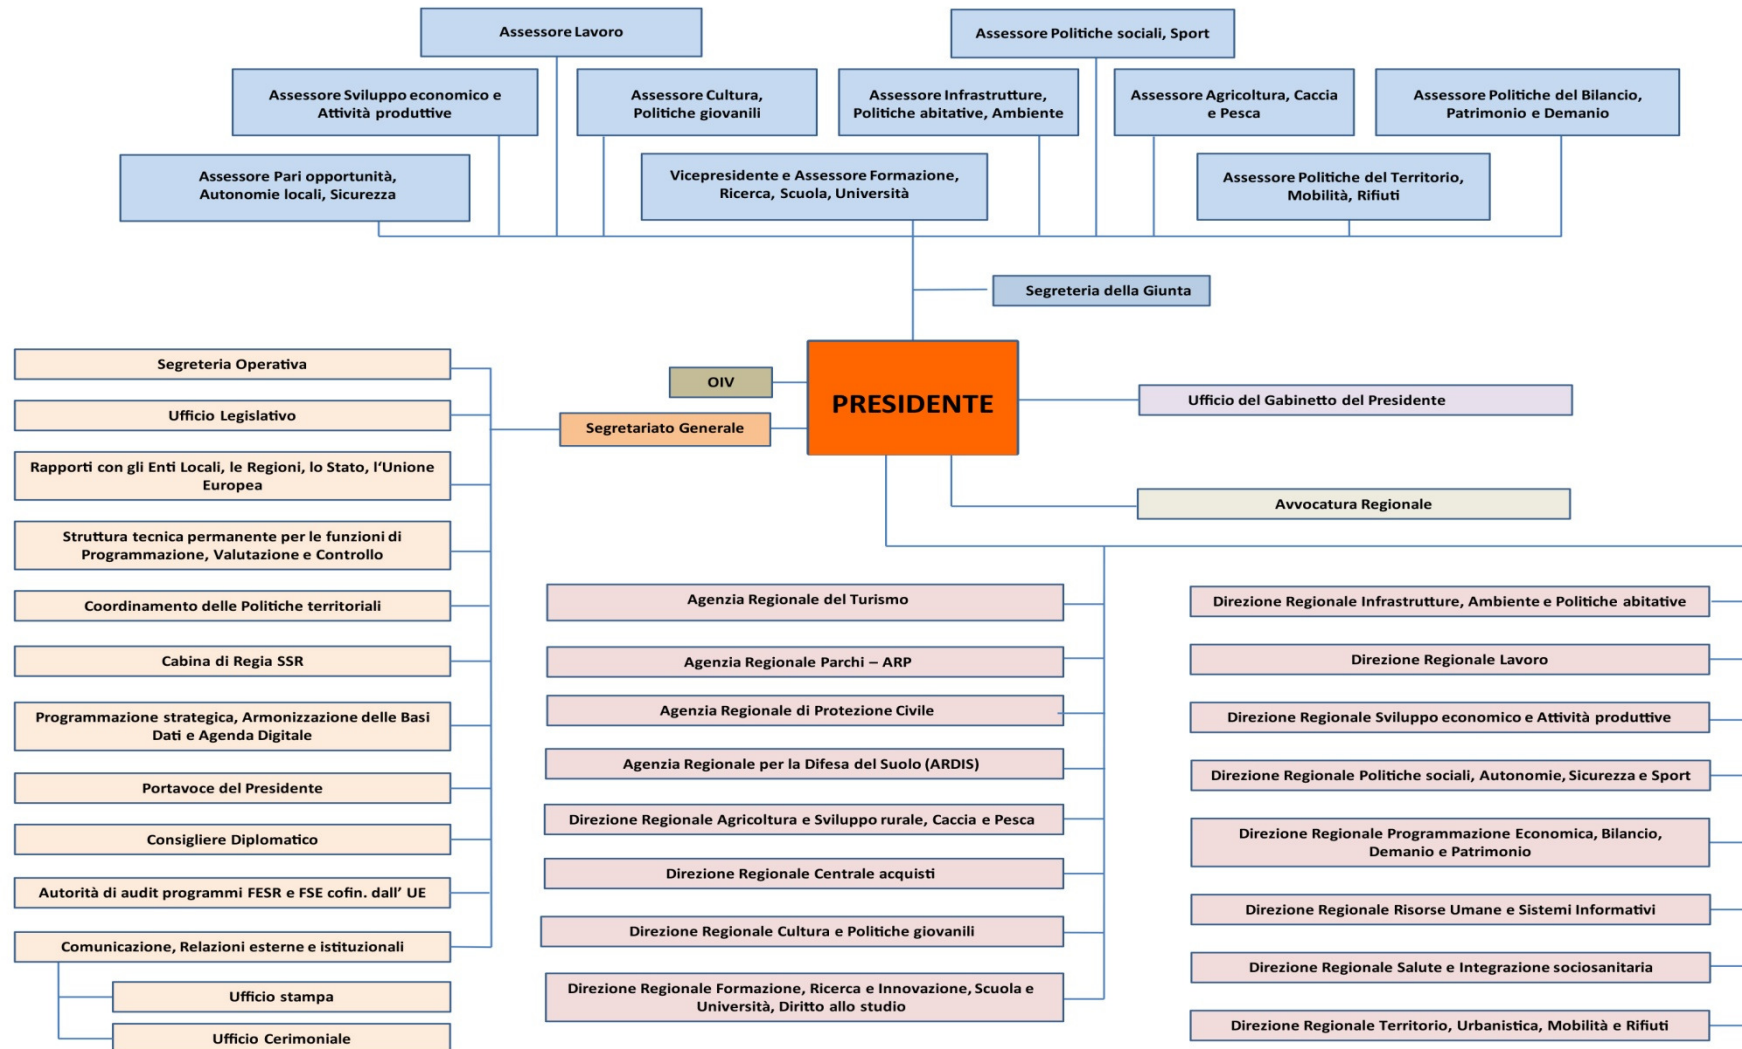 Assessore Lavoro
Assessore Politiche sociali, Sport
Assessore Sviluppo economico e
Attività produttive
Assessore Cultura,
Politiche giovanili
Assessore Infrastrutture,
Politiche abitative, Ambiente
Assessore Agricoltura, Caccia
e Pesca
Assessore Politiche del Bilancio,
Patrimonio e Demanio
Assessore Pari opportunità,
Autonomie locali, Sicurezza
Vicepresidente e Assessore Formazione,
Ricerca, Scuola, Università
Assessore Politiche del Territorio,
Mobilità, Rifiuti
Segreteria della Giunta
PRESIDENTE
OIV
Segretariato Generale
Ufficio del Gabinetto del Presidente
Avvocatura Regionale
Segreteria Operativa
Ufficio Legislativo
Rapporti con gli Enti Locali, le Regioni, lo Stato, l‘Unione
Europea
Struttura tecnica permanente per le funzioni di
Programmazione, Valutazione e Controllo
Coordinamento delle Politiche territoriali
Cabina di Regia SSR
Programmazione strategica, Armonizzazione delle Basi
Dati e Agenda Digitale
Portavoce del Presidente
Consigliere Diplomatico
Autorità di audit programmi FESR e FSE cofin. dall’ UE
Comunicazione, Relazioni esterne e istituzionali
Ufficio stampa
Ufficio Cerimoniale
Agenzia Regionale del Turismo
Agenzia Regionale Parchi – ARP
Agenzia Regionale di Protezione Civile
Agenzia Regionale per la Difesa del Suolo (ARDIS)
Direzione Regionale Agricoltura e Sviluppo rurale, Caccia e Pesca
Direzione Regionale Centrale acquisti
Direzione Regionale Cultura e Politiche giovanili
Direzione Regionale Formazione, Ricerca e Innovazione, Scuola e
Università, Diritto allo studio
Direzione Regionale Infrastrutture, Ambiente e Politiche abitative
Direzione Regionale Lavoro
Direzione Regionale Sviluppo economico e Attività produttive
Direzione Regionale Politiche sociali, Autonomie, Sicurezza e Sport
Direzione Regionale Programmazione Economica, Bilancio,
Demanio e Patrimonio
Direzione Regionale Risorse Umane e Sistemi Informativi
Direzione Regionale Salute e Integrazione sociosanitaria
Direzione Regionale Territorio, Urbanistica, Mobilità e Rifiuti